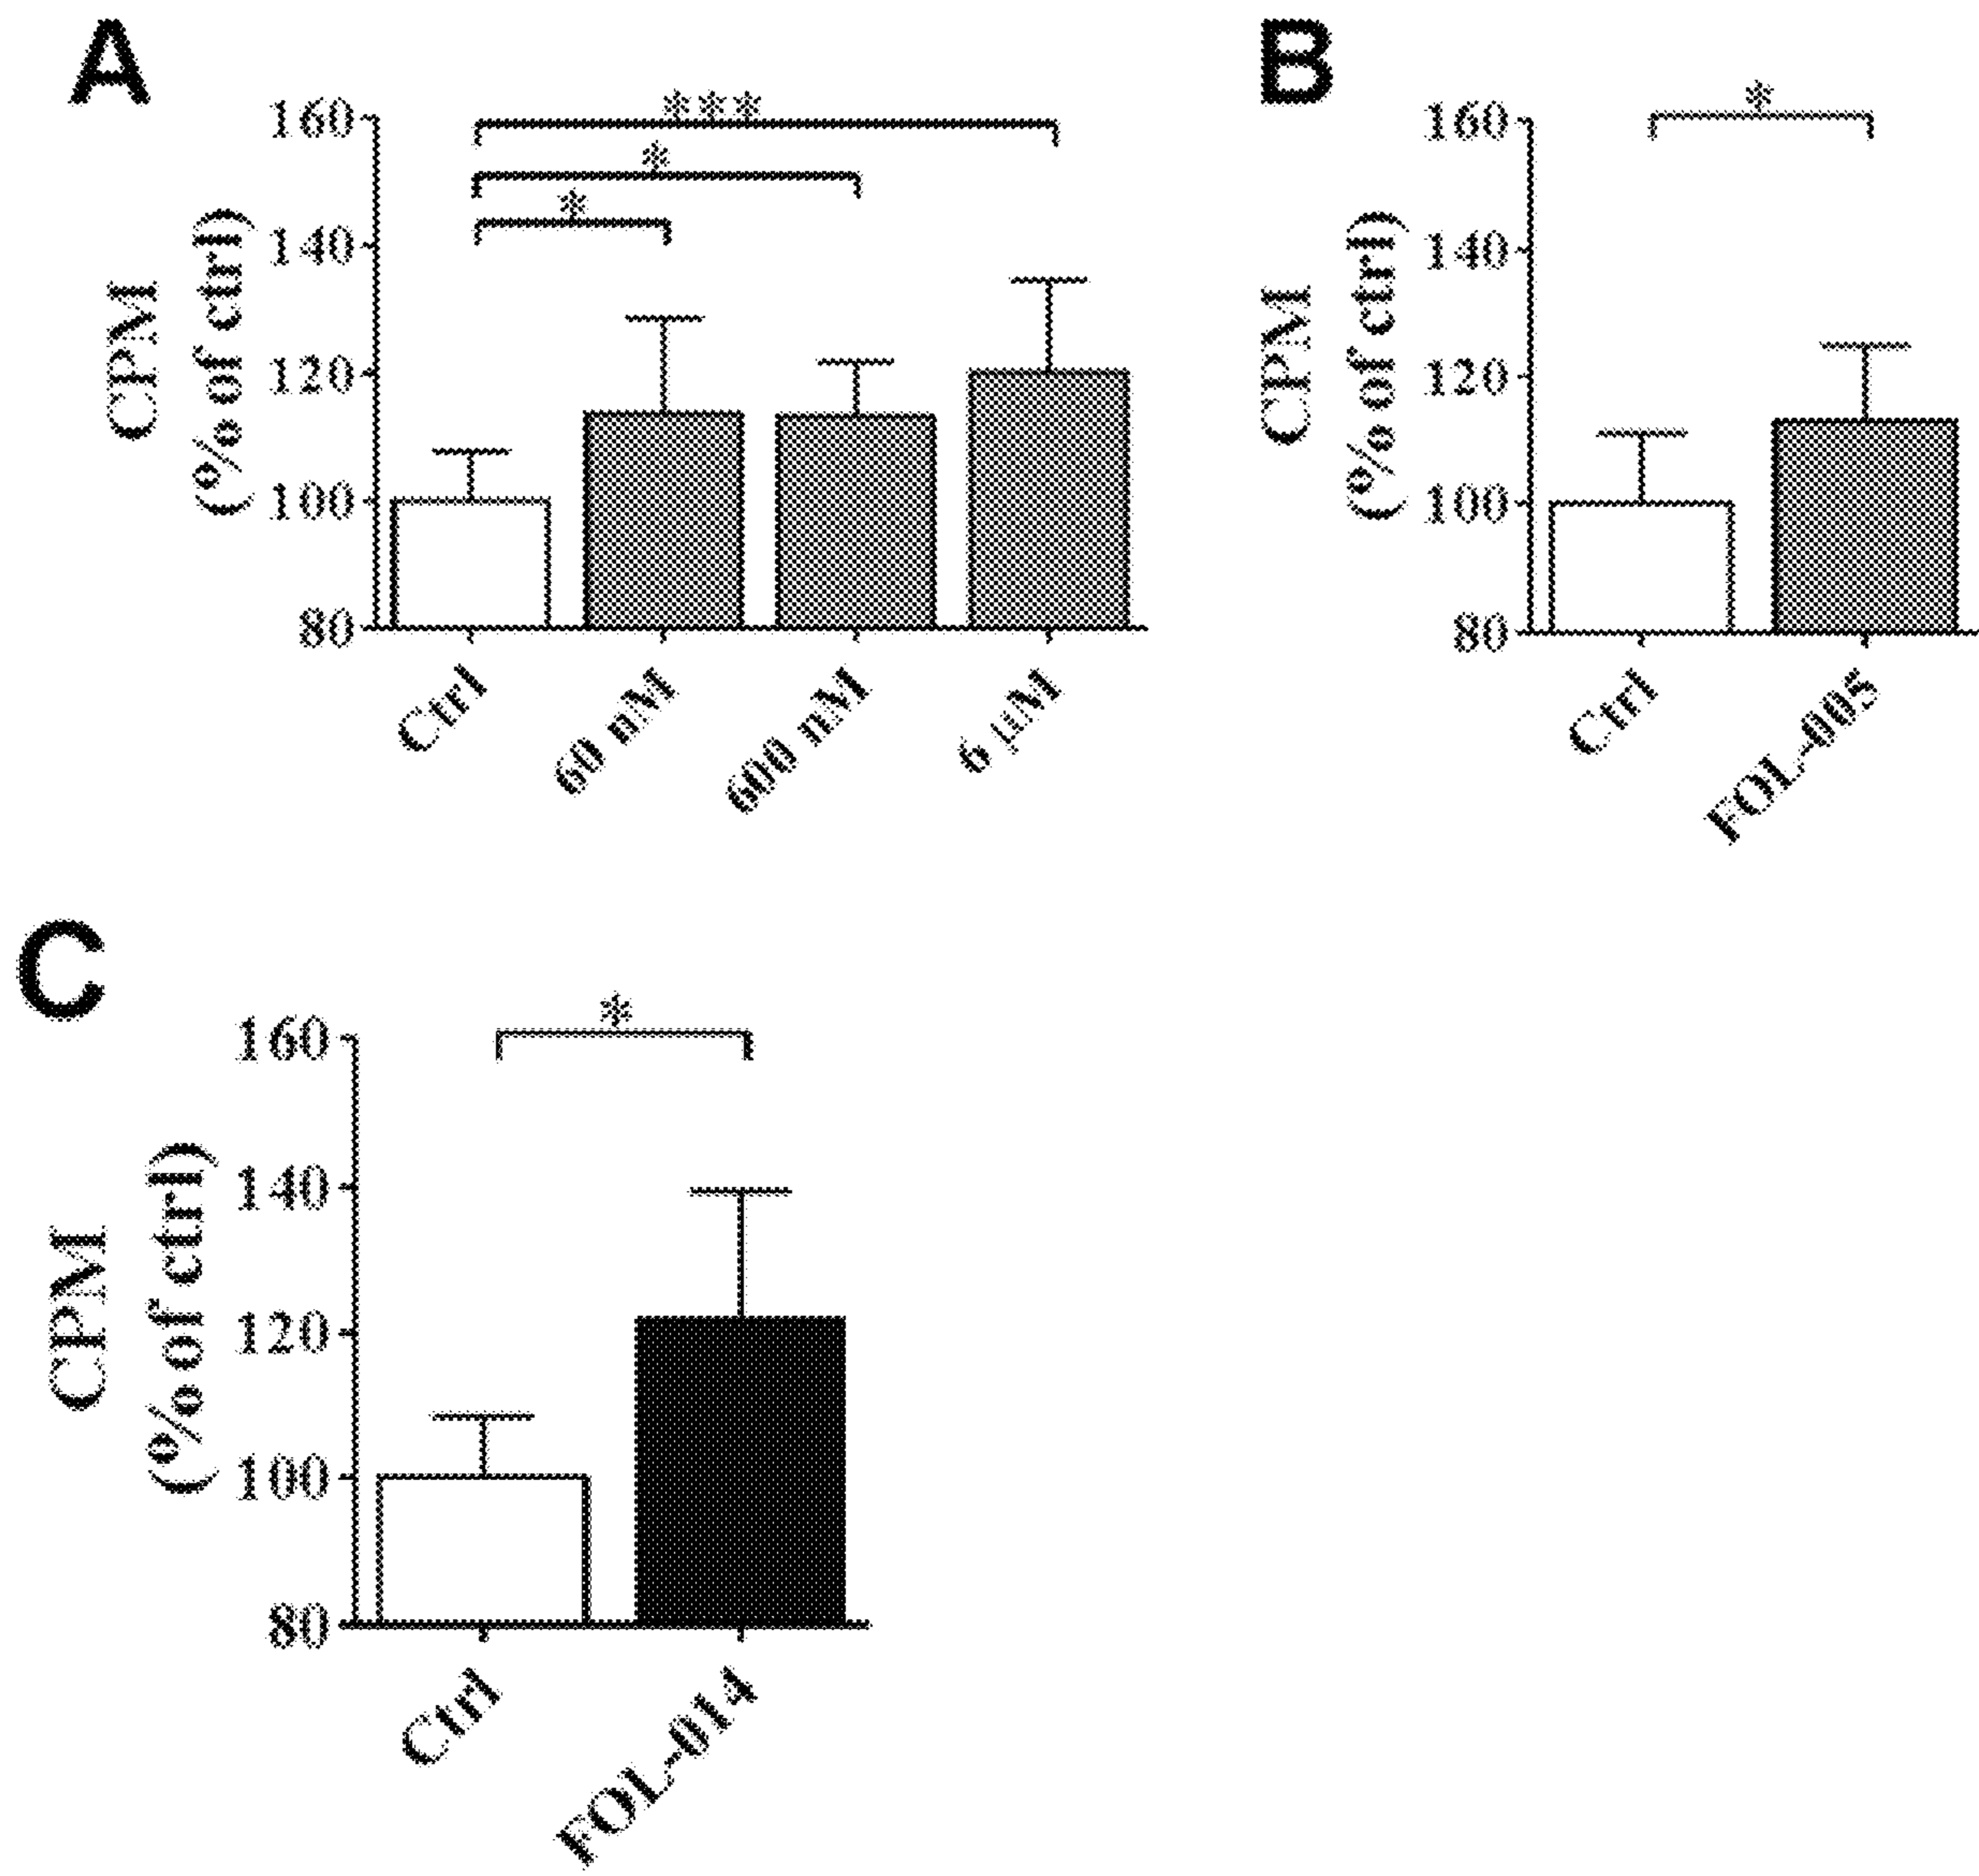 A
***
*
*
160
140
120
100
80
CPM
(% of ctrl)
Ctrl
60 nM
600 nM
6 µM
B
*
160
140
120
100
80
CPM
(% of ctrl)
Ctrl
FOL-005
C
*
160
140
120
100
80
CPM
(% of ctrl)
Ctrl
FOL-014